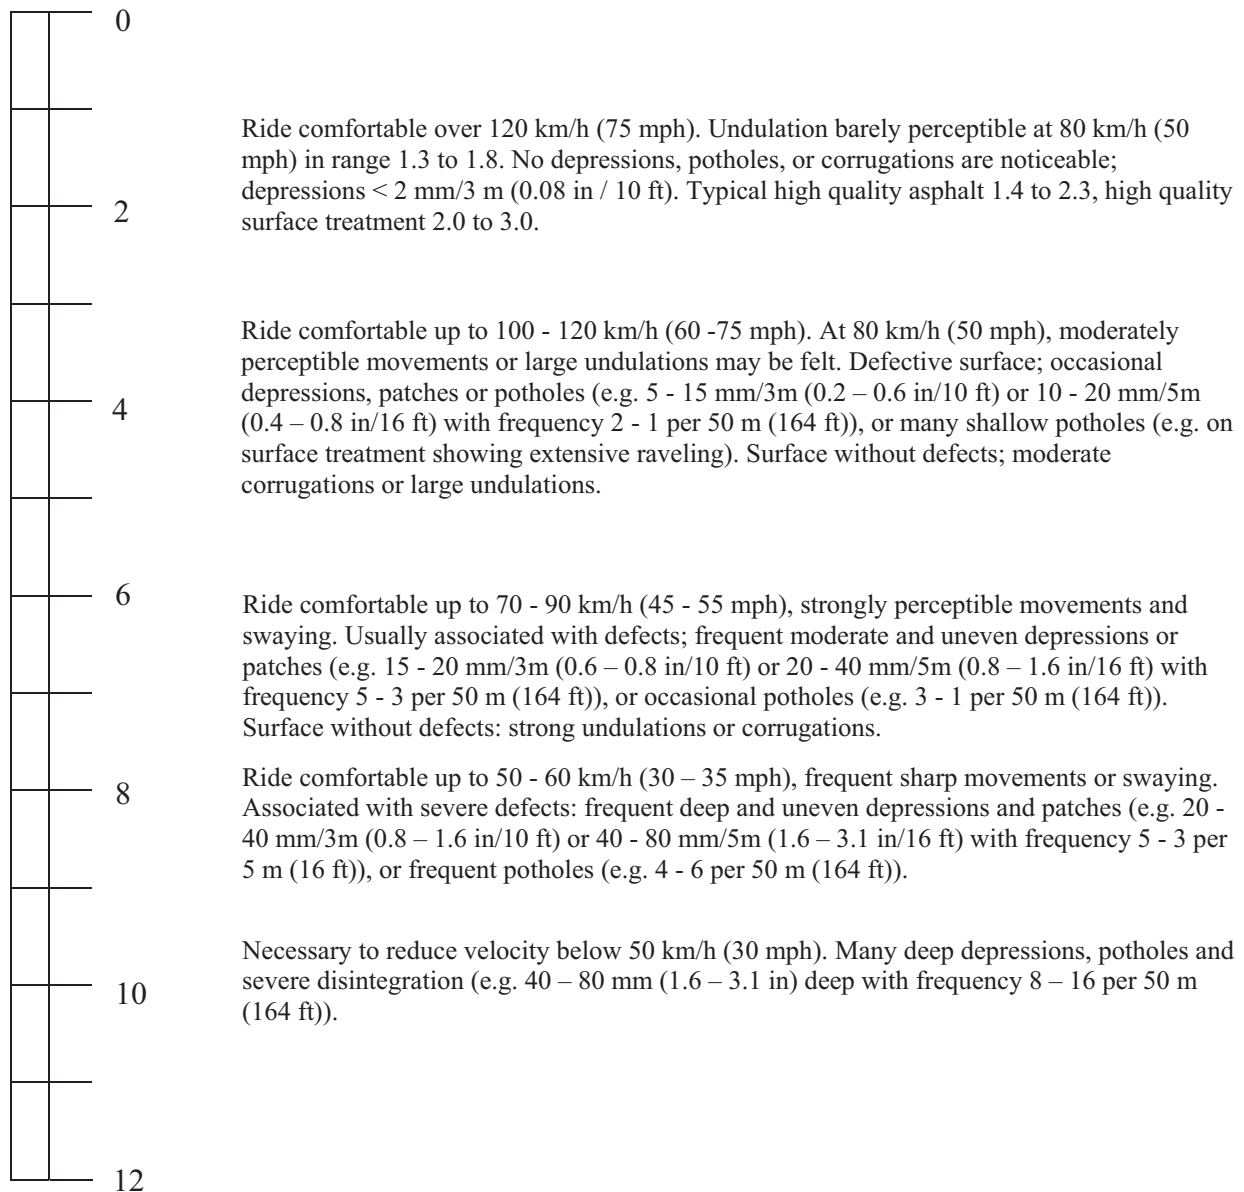 0
Ride comfortable over 120 km/h (75 mph). Undulation barely perceptible at 80 km/h (50
mph) in range 1.3 to 1.8. No depressions, potholes, or corrugations are noticeable;
depressions < 2 mm/3 m (0.08 in / 10 ft). Typical high quality asphalt 1.4 to 2.3, high quality
surface treatment 2.0 to 3.0.
2
Ride comfortable up to 100 - 120 km/h (60 -75 mph). At 80 km/h (50 mph), moderately
perceptible movements or large undulations may be felt. Defective surface; occasional
depressions, patches or potholes (e.g. 5 - 15 mm/3m (0.2 – 0.6 in/10 ft) or 10 - 20 mm/5m
(0.4 – 0.8 in/16 ft) with frequency 2 - 1 per 50 m (164 ft)), or many shallow potholes (e.g. on
surface treatment showing extensive raveling). Surface without defects; moderate
corrugations or large undulations.
4
6
Ride comfortable up to 70 - 90 km/h (45 - 55 mph), strongly perceptible movements and
swaying. Usually associated with defects; frequent moderate and uneven depressions or
patches (e.g. 15 - 20 mm/3m (0.6 – 0.8 in/10 ft) or 20 - 40 mm/5m (0.8 – 1.6 in/16 ft) with
frequency 5 - 3 per 50 m (164 ft)), or occasional potholes (e.g. 3 - 1 per 50 m (164 ft)).
Surface without defects: strong undulations or corrugations.
8
Ride comfortable up to 50 - 60 km/h (30 – 35 mph), frequent sharp movements or swaying.
Associated with severe defects: frequent deep and uneven depressions and patches (e.g. 20 -
40 mm/3m (0.8 – 1.6 in/10 ft) or 40 - 80 mm/5m (1.6 – 3.1 in/16 ft) with frequency 5 - 3 per
5 m (16 ft)), or frequent potholes (e.g. 4 - 6 per 50 m (164 ft)).
Necessary to reduce velocity below 50 km/h (30 mph). Many deep depressions, potholes and
severe disintegration (e.g. 40 – 80 mm (1.6 – 3.1 in) deep with frequency 8 – 16 per 50 m
(164 ft)).
10
12